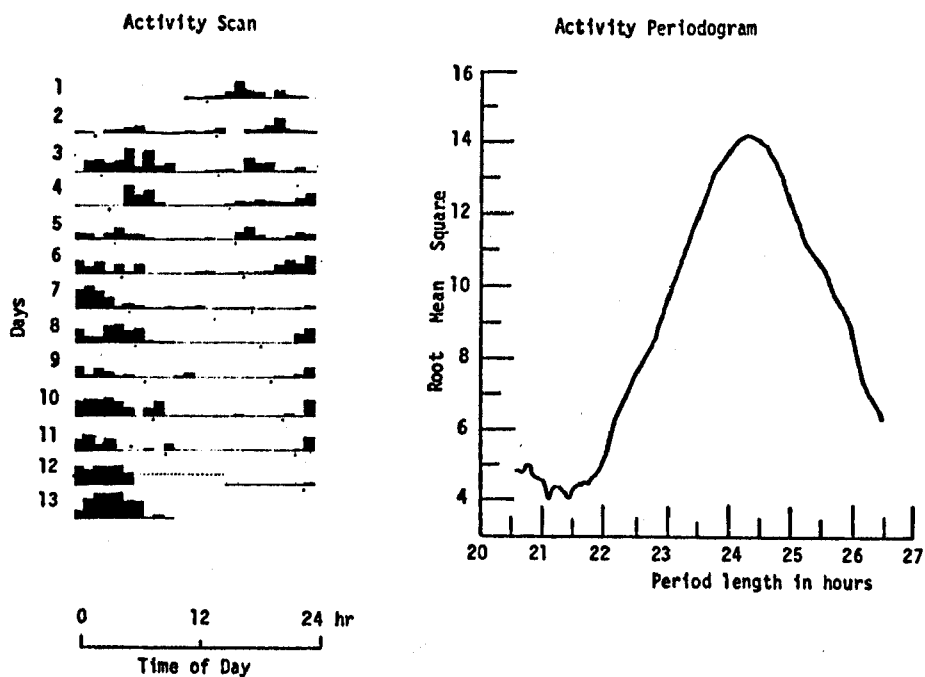 Activity Scan
Days
1
2
3
4
5
6
7
8
9
10
11
12
13
0 12 24 hr
Time of Day
Activity Periodogram
Root Mean Square
16
14
12
10
8
6
4
20 21 22 23 24 25 26 27
Period length in hours